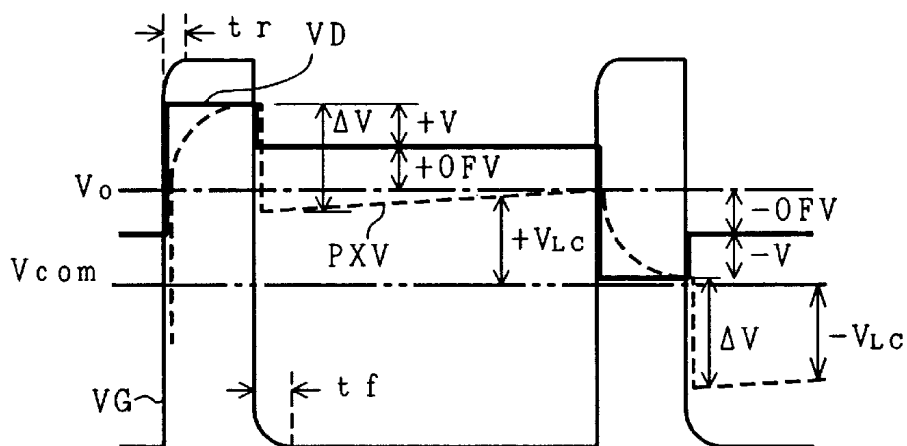 tr
VD
ΔV
+V
+OFV
Vo
-OFV
PXV
+VLC
-V
Vcom
ΔV
-VLC
VG
tf